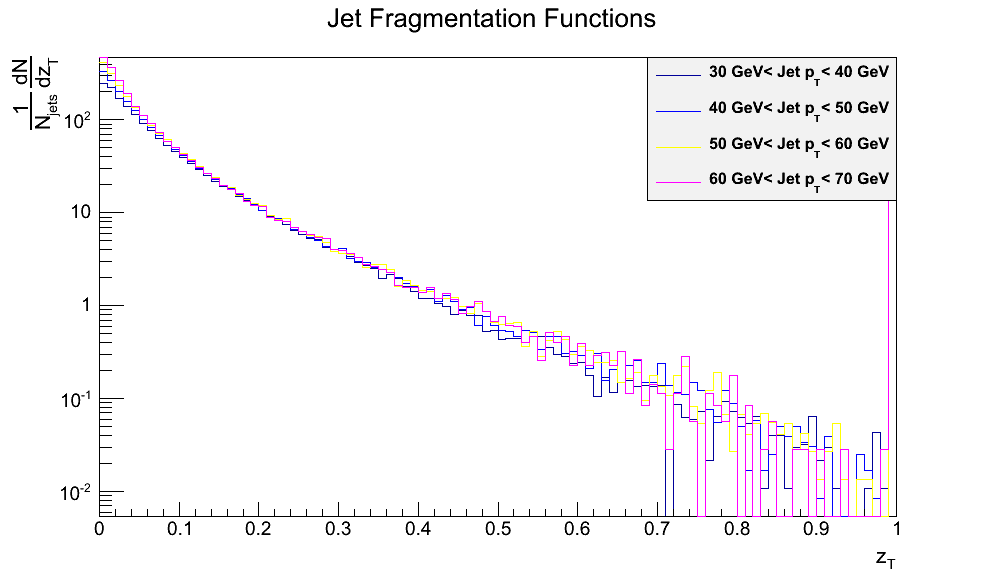 Jet Fragmentation Functions
1 dN
N_jets dz_T
30 GeV< Jet p_T< 40 GeV
40 GeV< Jet p_T< 50 GeV
50 GeV< Jet p_T< 60 GeV
60 GeV< Jet p_T< 70 GeV
10^2
10
1
10^-1
10^-2
0 0.1 0.2 0.3 0.4 0.5 0.6 0.7 0.8 0.9 1
z_T